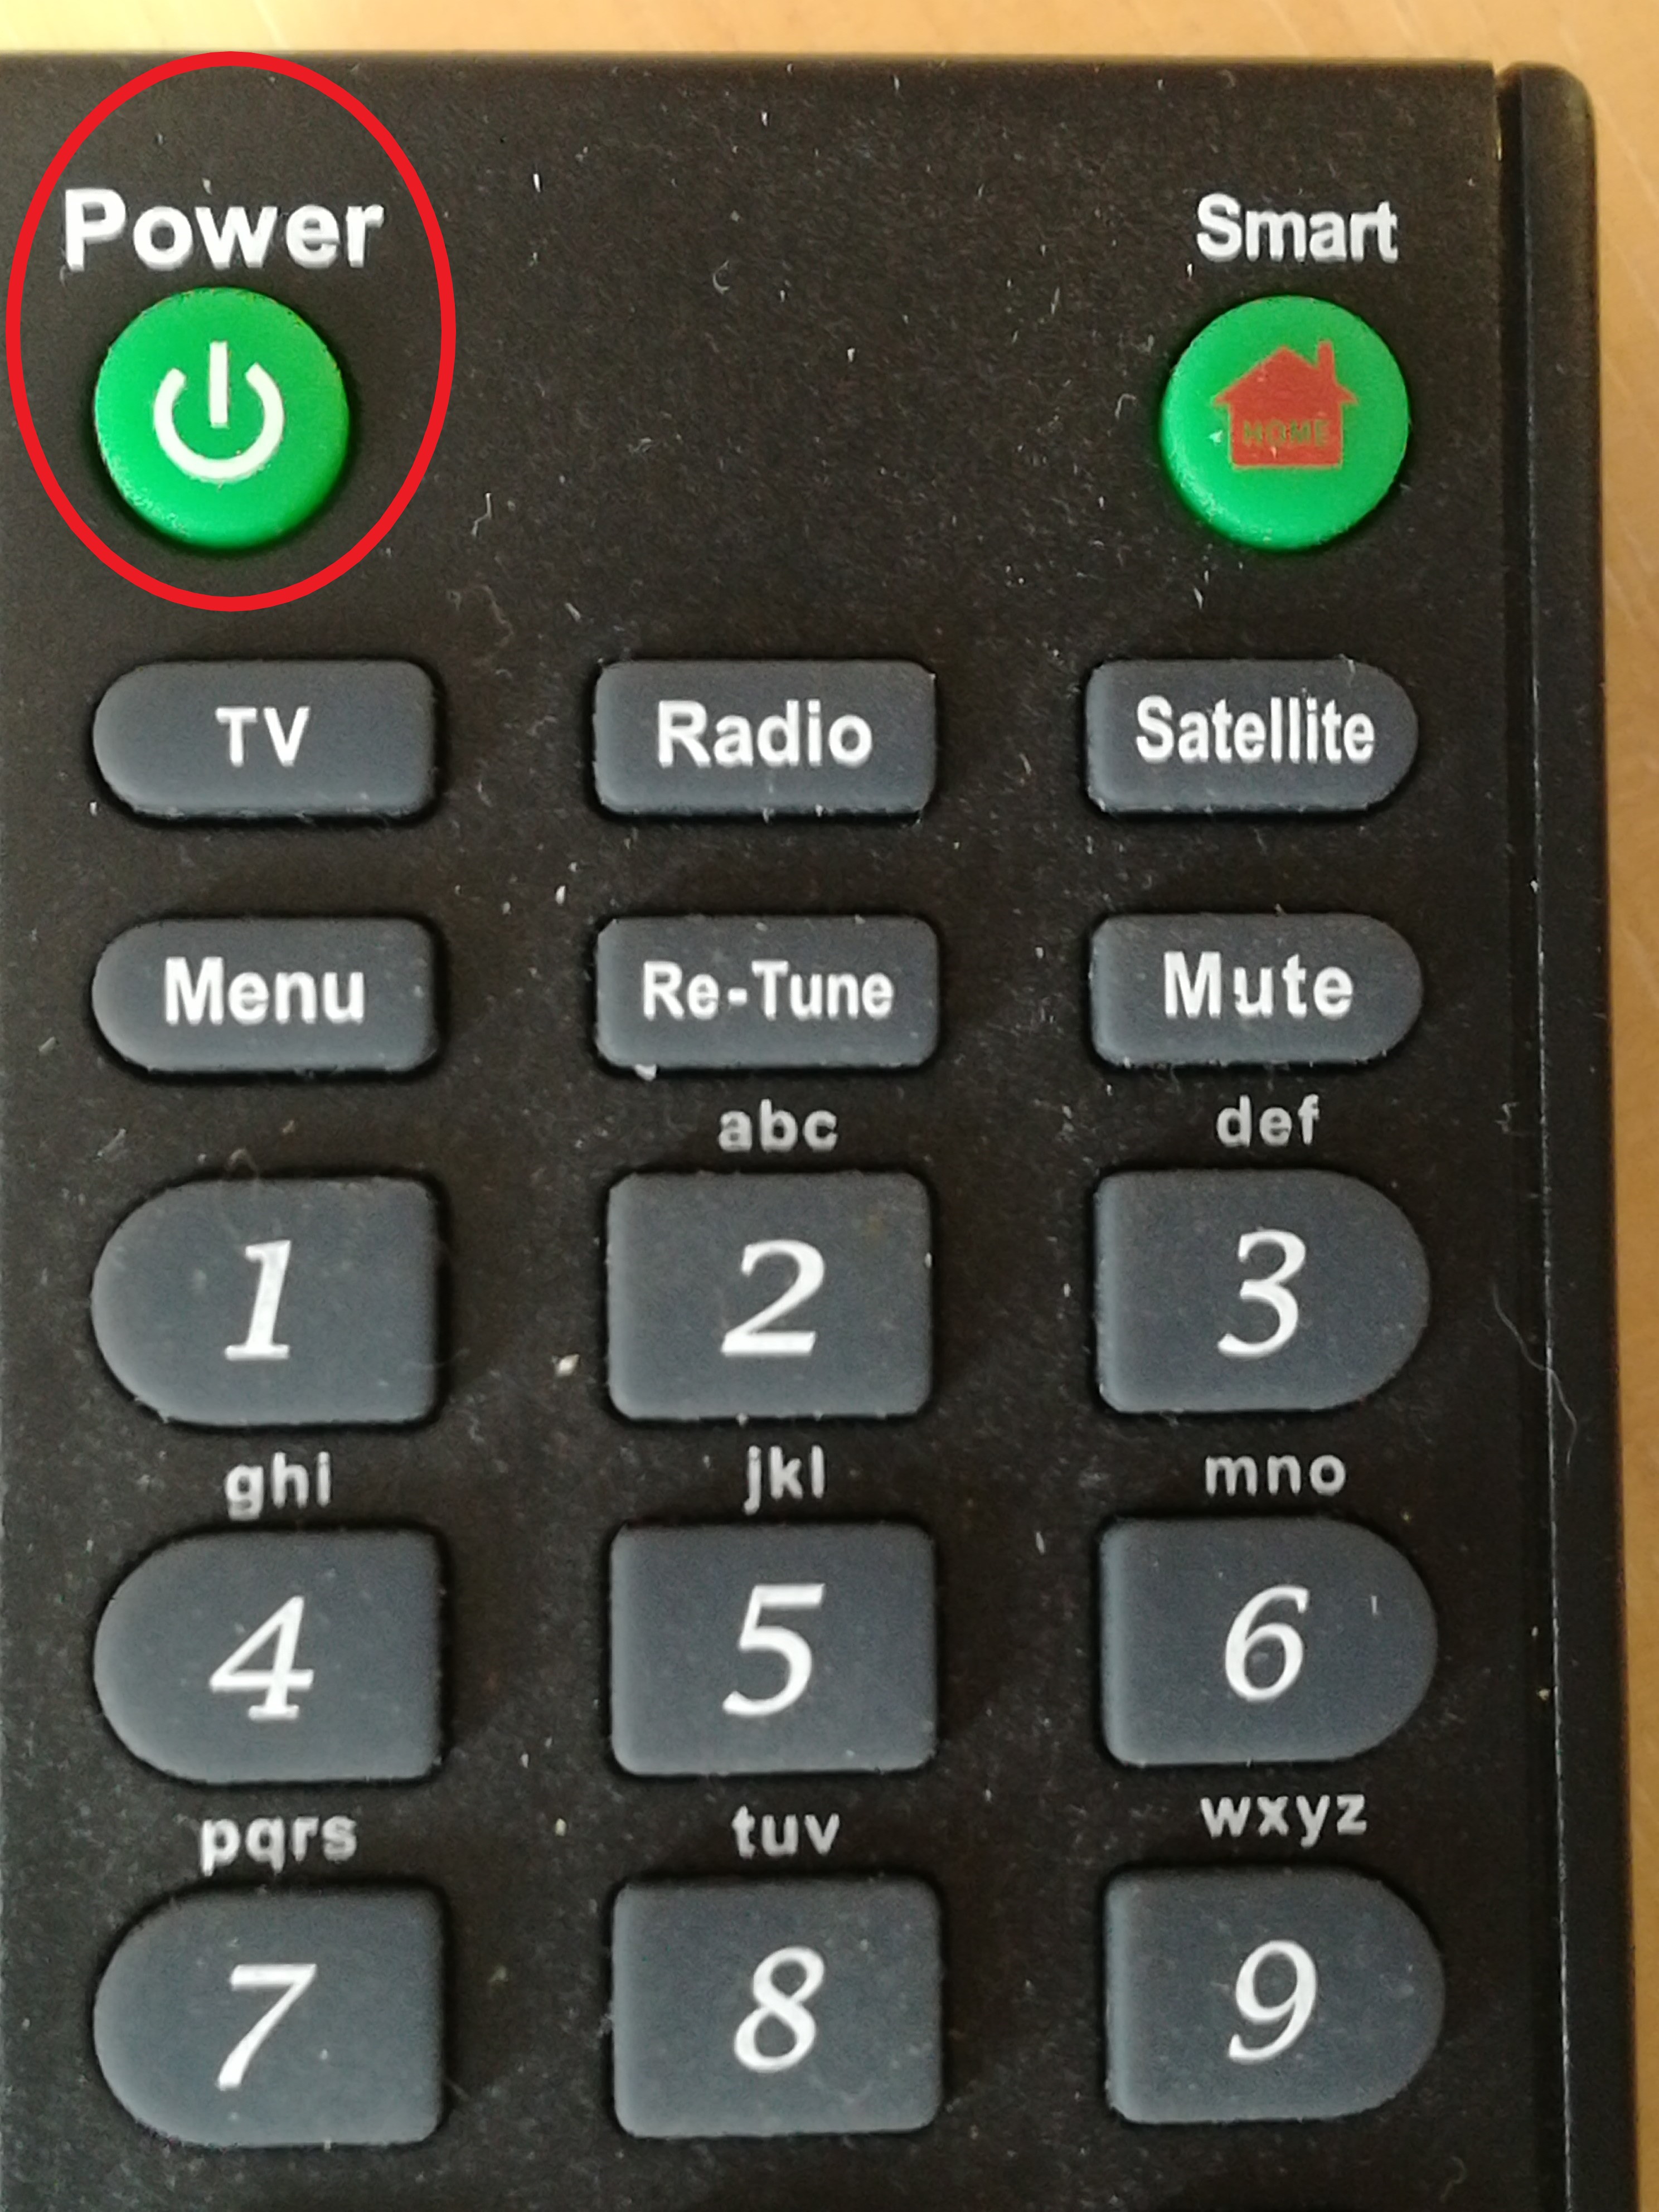 Power
Smart
HOME
TV
Radio
Satellite
Menu
Re-Tune
Mute
abc
def
1
2
3
ghi
jkl
mno
4
5
6
pqrs
tuv
wxyz
7
8
9